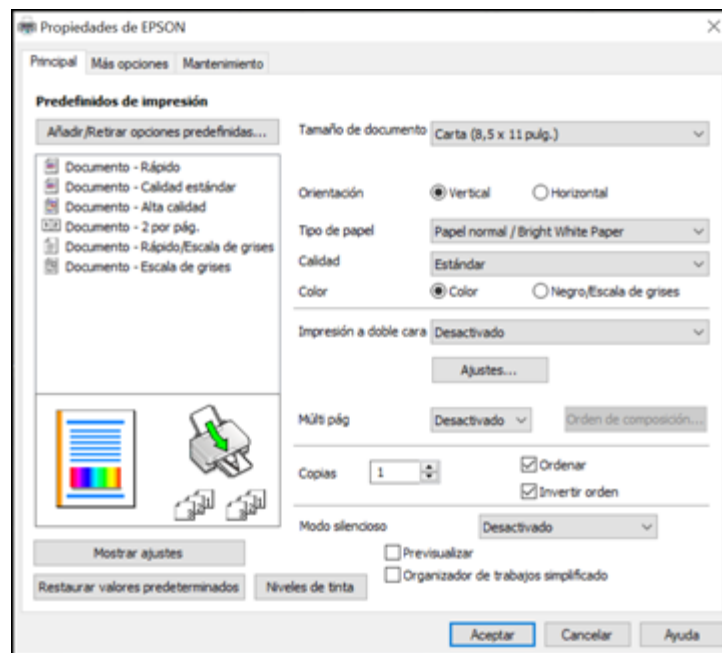 Propiedades de EPSON
Principal Más opciones Mantenimiento
Predefinidos de impresión
Añadir/Retirar opciones predefinidas...
Documento - Rápido
Documento - Calidad estándar
Documento - Alta calidad
Documento - 2 por pág.
Documento - Rápido/Escala de grises
Documento - Escala de grises
Mostrar ajustes
Restaurar valores predeterminados Niveles de tinta
Tamaño de documento Carta (8,5 x 11 pulg.)
Orientación Vertical Horizontal
Tipo de papel Papel normal / Bright White Paper
Calidad Estándar
Color Color Negro/Escala de grises
Impresión a doble cara Desactivado
Ajustes...
Múlti pág Desactivado Orden de composición...
Copias 1 Ordenar
Invertir orden
Modo silencioso Desactivado
Previsualizar
Organizador de trabajos simplificado
Aceptar Cancelar Ayuda